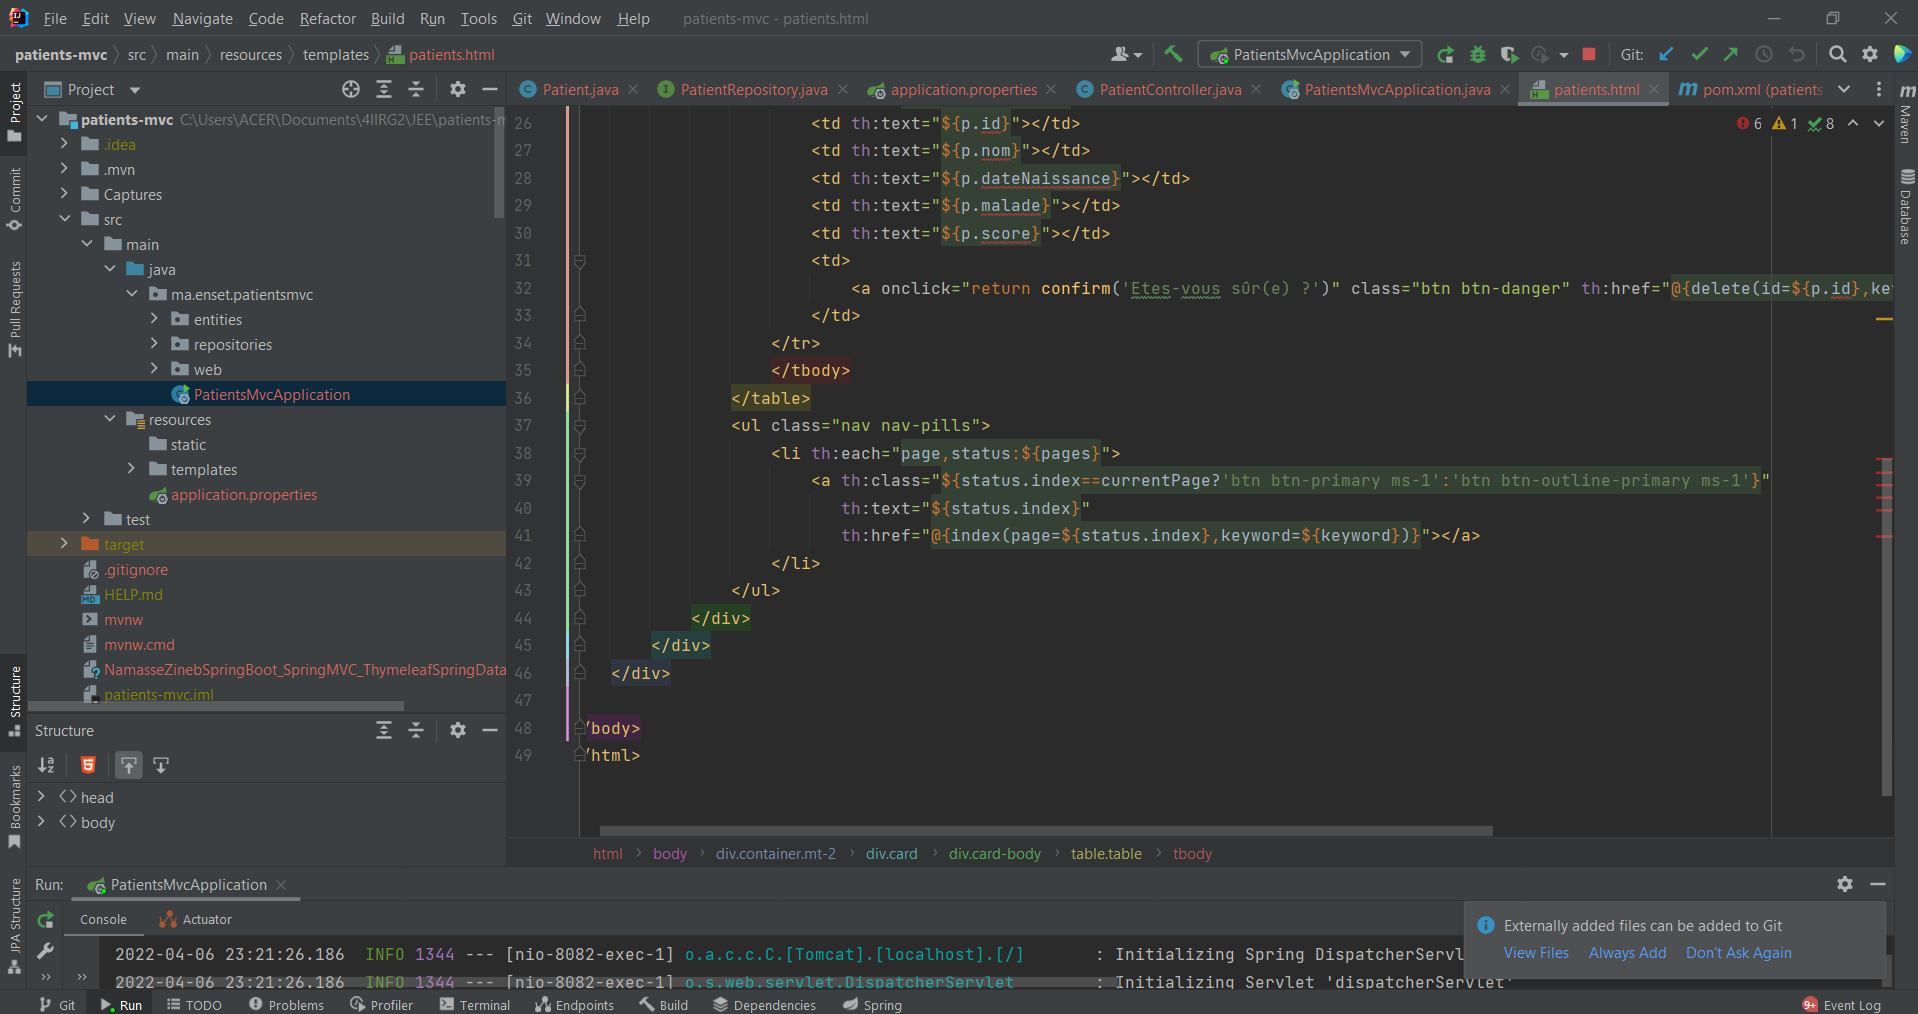 File Edit View Navigate Code Refactor Build Run Tools Git Window Help patients-mvc - patients.html
patients-mvc src main resources templates patients.html PatientsMvcApplication Git:
Project Patient.java PatientRepository.java application.properties PatientController.java PatientsMvcApplication.java patients.html pom.xml (patients
Project
Commit
Pull Requests
Structure
Bookmarks
JPA Structure
Maven
Database
patients-mvc C:\Users\ACER\Documents\4IIRG2\JEE\patients-m
.idea
.mvn
Captures
src
main
java
ma.enset.patientsmvc
entities
repositories
web
PatientsMvcApplication
resources
static
templates
application.properties
test
target
.gitignore
HELP.md
mvnw
mvnw.cmd
NamasseZinebSpringBoot_SpringMVC_ThymeleafSpringData
patients-mvc.iml
Structure
head
body
6 1 8
26 <td th:text="${p.id}"></td>
27 <td th:text="${p.nom}"></td>
28 <td th:text="${p.dateNaissance}"></td>
29 <td th:text="${p.malade}"></td>
30 <td th:text="${p.score}"></td>
31 <td>
32 <a onclick="return confirm('Etes-vous sûr(e) ?')" class="btn btn-danger" th:href="@{delete(id=${p.id},ke
33 </td>
34 </tr>
35 </tbody>
36 </table>
37 <ul class="nav nav-pills">
38 <li th:each="page,status:${pages}">
39 <a th:class="${status.index==currentPage?'btn btn-primary ms-1':'btn btn-outline-primary ms-1'}"
40 th:text="${status.index}"
41 th:href="@{index(page=${status.index},keyword=${keyword})}"></a>
42 </li>
43 </ul>
44 </div>
45 </div>
46 </div>
47
48 /body>
49 /html>
html body div.container.mt-2 div.card div.card-body table.table tbody
Run: PatientsMvcApplication
Console Actuator
2022-04-06 23:21:26.186 INFO 1344 --- [nio-8082-exec-1] o.a.c.c.C.[Tomcat].[localhost].[/] : Initializing Spring DispatcherServl
2022-04-06 23:21:26.186 INFO 1344 --- [nio-8082-exec-1] o.s.web.servlet.DispatcherServlet : Initializing Servlet 'dispatcherServlet'
Externally added files can be added to Git
View Files Always Add Don't Ask Again
Git Run TODO Problems Profiler Terminal Endpoints Build Dependencies Spring 9+ Event Log